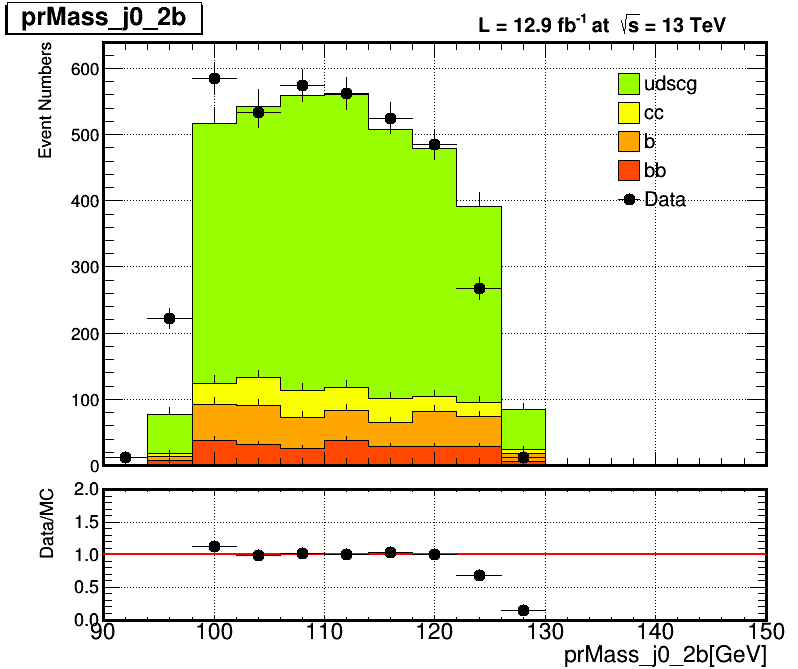 prMass_j0_2b
L = 12.9 fb⁻¹ at √s = 13 TeV
Event Numbers
600
500
400
300
200
100
0
udscg
cc
b
bb
Data
Data/MC
2.0
1.5
1.0
0.5
0.0
90 100 110 120 130 140 150
prMass_j0_2b[GeV]